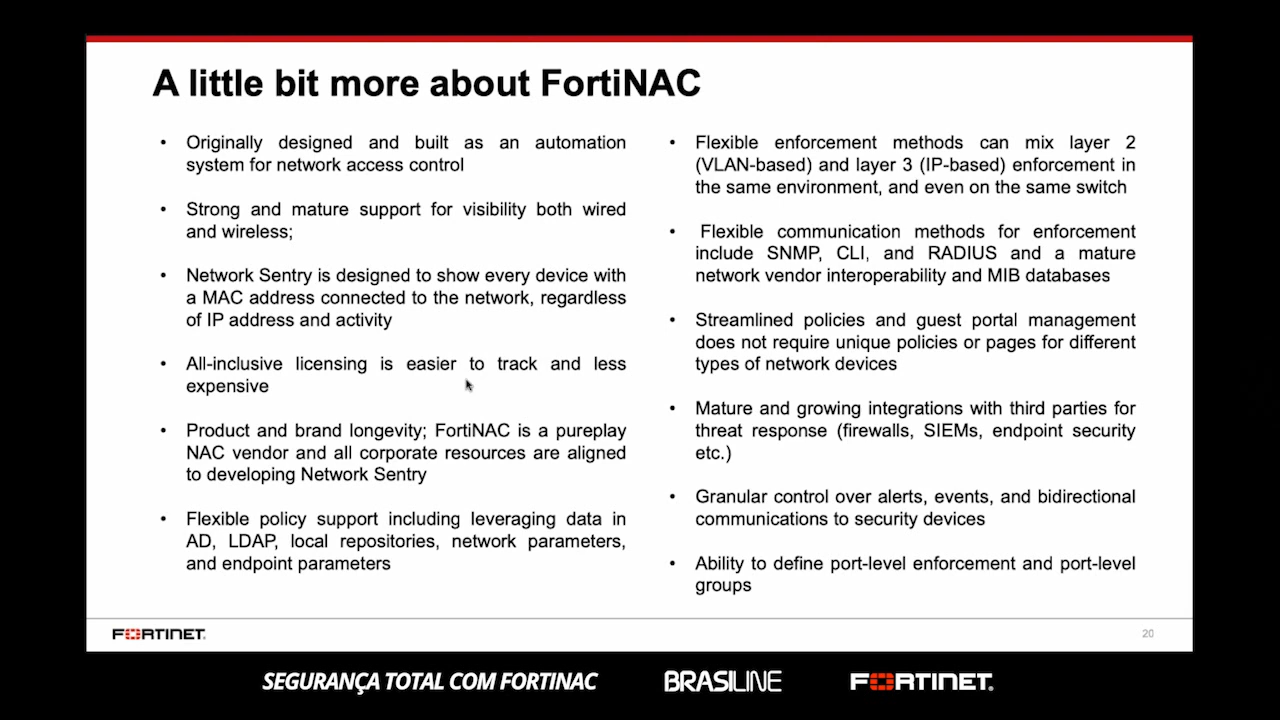 A little bit more about FortiNAC
• Originally designed and built as an automation
system for network access control
• Strong and mature support for visibility both wired
and wireless;
• Network Sentry is designed to show every device with
a MAC address connected to the network, regardless
of IP address and activity
• All-inclusive licensing is easier to track and less
expensive
• Product and brand longevity; FortiNAC is a pureplay
NAC vendor and all corporate resources are aligned
to developing Network Sentry
• Flexible policy support including leveraging data in
AD, LDAP, local repositories, network parameters,
and endpoint parameters
• Flexible enforcement methods can mix layer 2
(VLAN-based) and layer 3 (IP-based) enforcement in
the same environment, and even on the same switch
• Flexible communication methods for enforcement
include SNMP, CLI, and RADIUS and a mature
network vendor interoperability and MIB databases
• Streamlined policies and guest portal management
does not require unique policies or pages for different
types of network devices
• Mature and growing integrations with third parties for
threat response (firewalls, SIEMs, endpoint security
etc.)
• Granular control over alerts, events, and bidirectional
communications to security devices
• Ability to define port-level enforcement and port-level
groups
FORTINET
20
SEGURANÇA TOTAL COM FORTINAC
BRASILINE
FORTINET